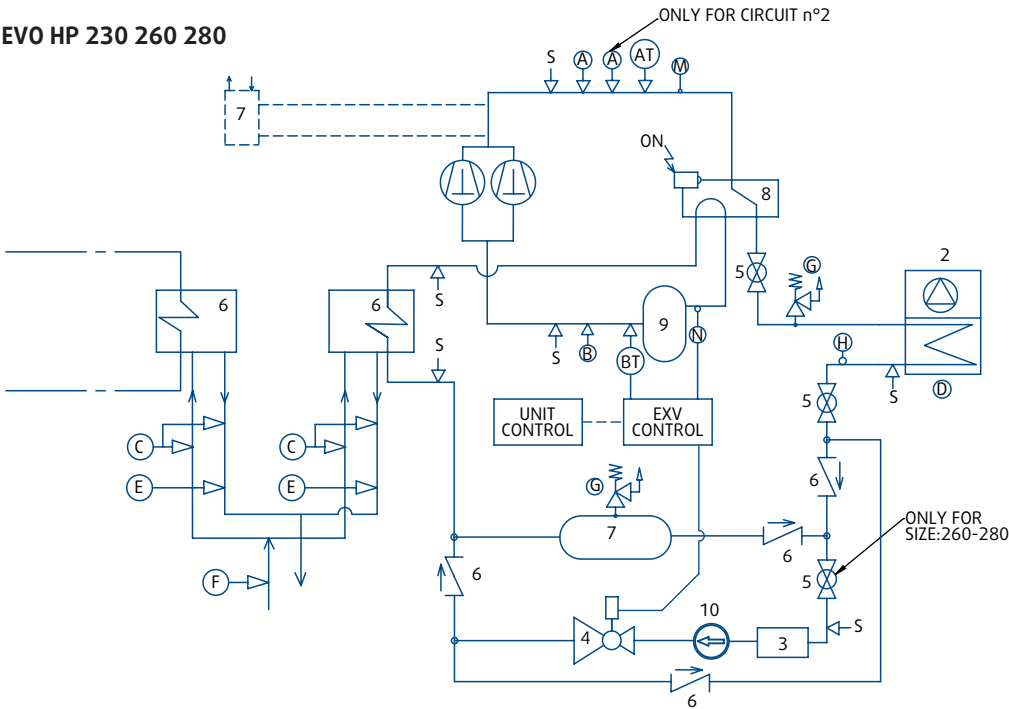 ONLY FOR CIRCUIT n°2
EVO HP 230 260 280
S
A
A
AT
M
7
ON
8
2
5
G
6
6
S
9
N
H
S
B
BT
D
S
5
S
UNIT
CONTROL
EXV
CONTROL
C
C
E
E
G
6
7
6
ONLY FOR
SIZE:260-280
5
F
6
10
S
4
3
6